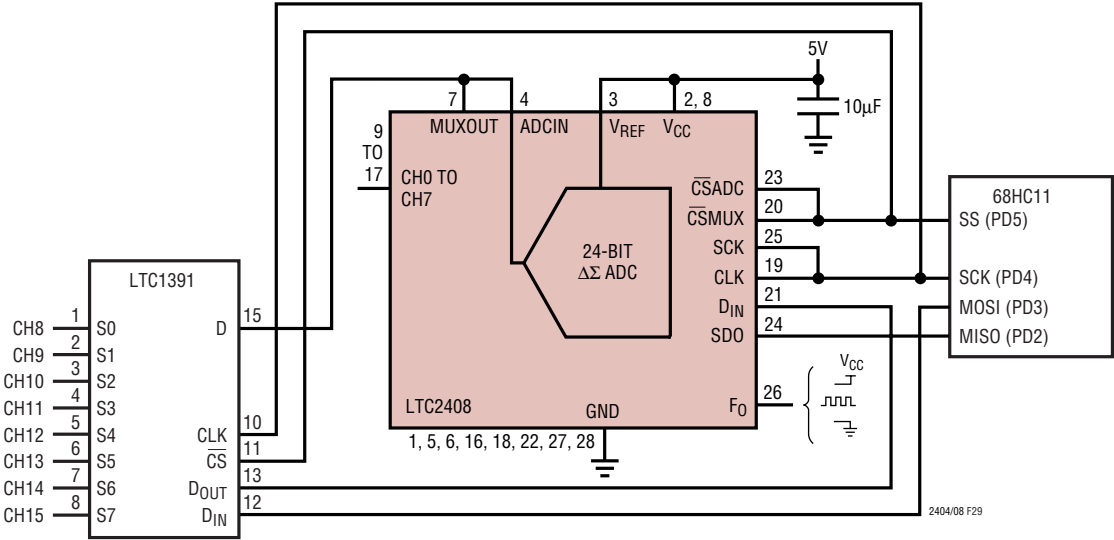 5V
10µF
7
4
3
2, 8
MUXOUT
ADCIN
VREF
VCC
9
TO
17
CH0 TO
CH7
24-BIT
ΔΣ ADC
CSADC
23
CSMUX
20
SCK
25
CLK
19
DIN
21
SDO
24
FO
26
VCC
LTC2408
GND
1, 5, 6, 16, 18, 22, 27, 28
68HC11
SS (PD5)
SCK (PD4)
MOSI (PD3)
MISO (PD2)
LTC1391
CH8 1 S0
CH9 2 S1
CH10 3 S2
CH11 4 S3
CH12 5 S4
CH13 6 S5
CH14 7 S6
CH15 8 S7
D 15
CLK 10
CS 11
DOUT 13
DIN 12
2404/08 F29